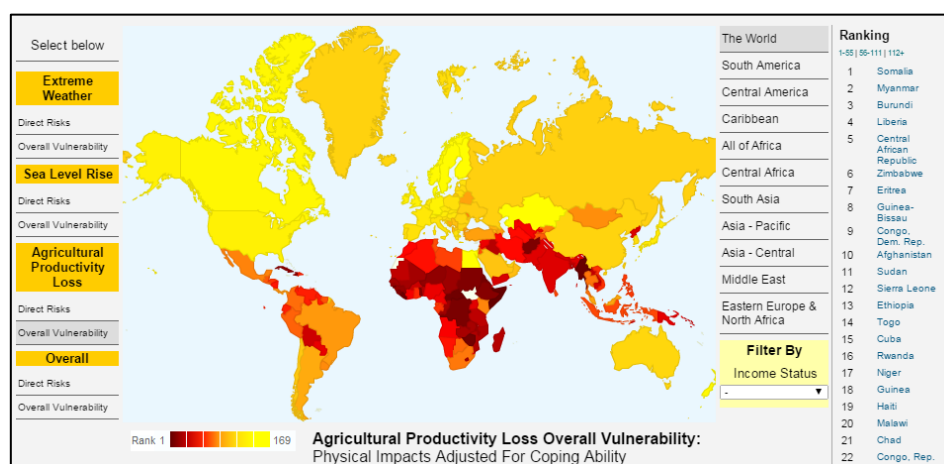 Select below
Extreme
Weather
Direct Risks
Overall Vulnerability
Sea Level Rise
Direct Risks
Overall Vulnerability
Agricultural
Productivity
Loss
Direct Risks
Overall Vulnerability
Overall
Direct Risks
Overall Vulnerability
Rank 1
169
Agricultural Productivity Loss Overall Vulnerability:
Physical Impacts Adjusted For Coping Ability
The World
South America
Central America
Caribbean
All of Africa
Central Africa
South Asia
Asia - Pacific
Asia - Central
Middle East
Eastern Europe &
North Africa
Filter By
Income Status
-
Ranking
1-55 | 56-111 | 112+
1 Somalia
2 Myanmar
3 Burundi
4 Liberia
5 Central
African
Republic
6 Zimbabwe
7 Eritrea
8 Guinea-
Bissau
9 Congo,
Dem. Rep.
10 Afghanistan
11 Sudan
12 Sierra Leone
13 Ethiopia
14 Togo
15 Cuba
16 Rwanda
17 Niger
18 Guinea
19 Haiti
20 Malawi
21 Chad
22 Congo, Rep.